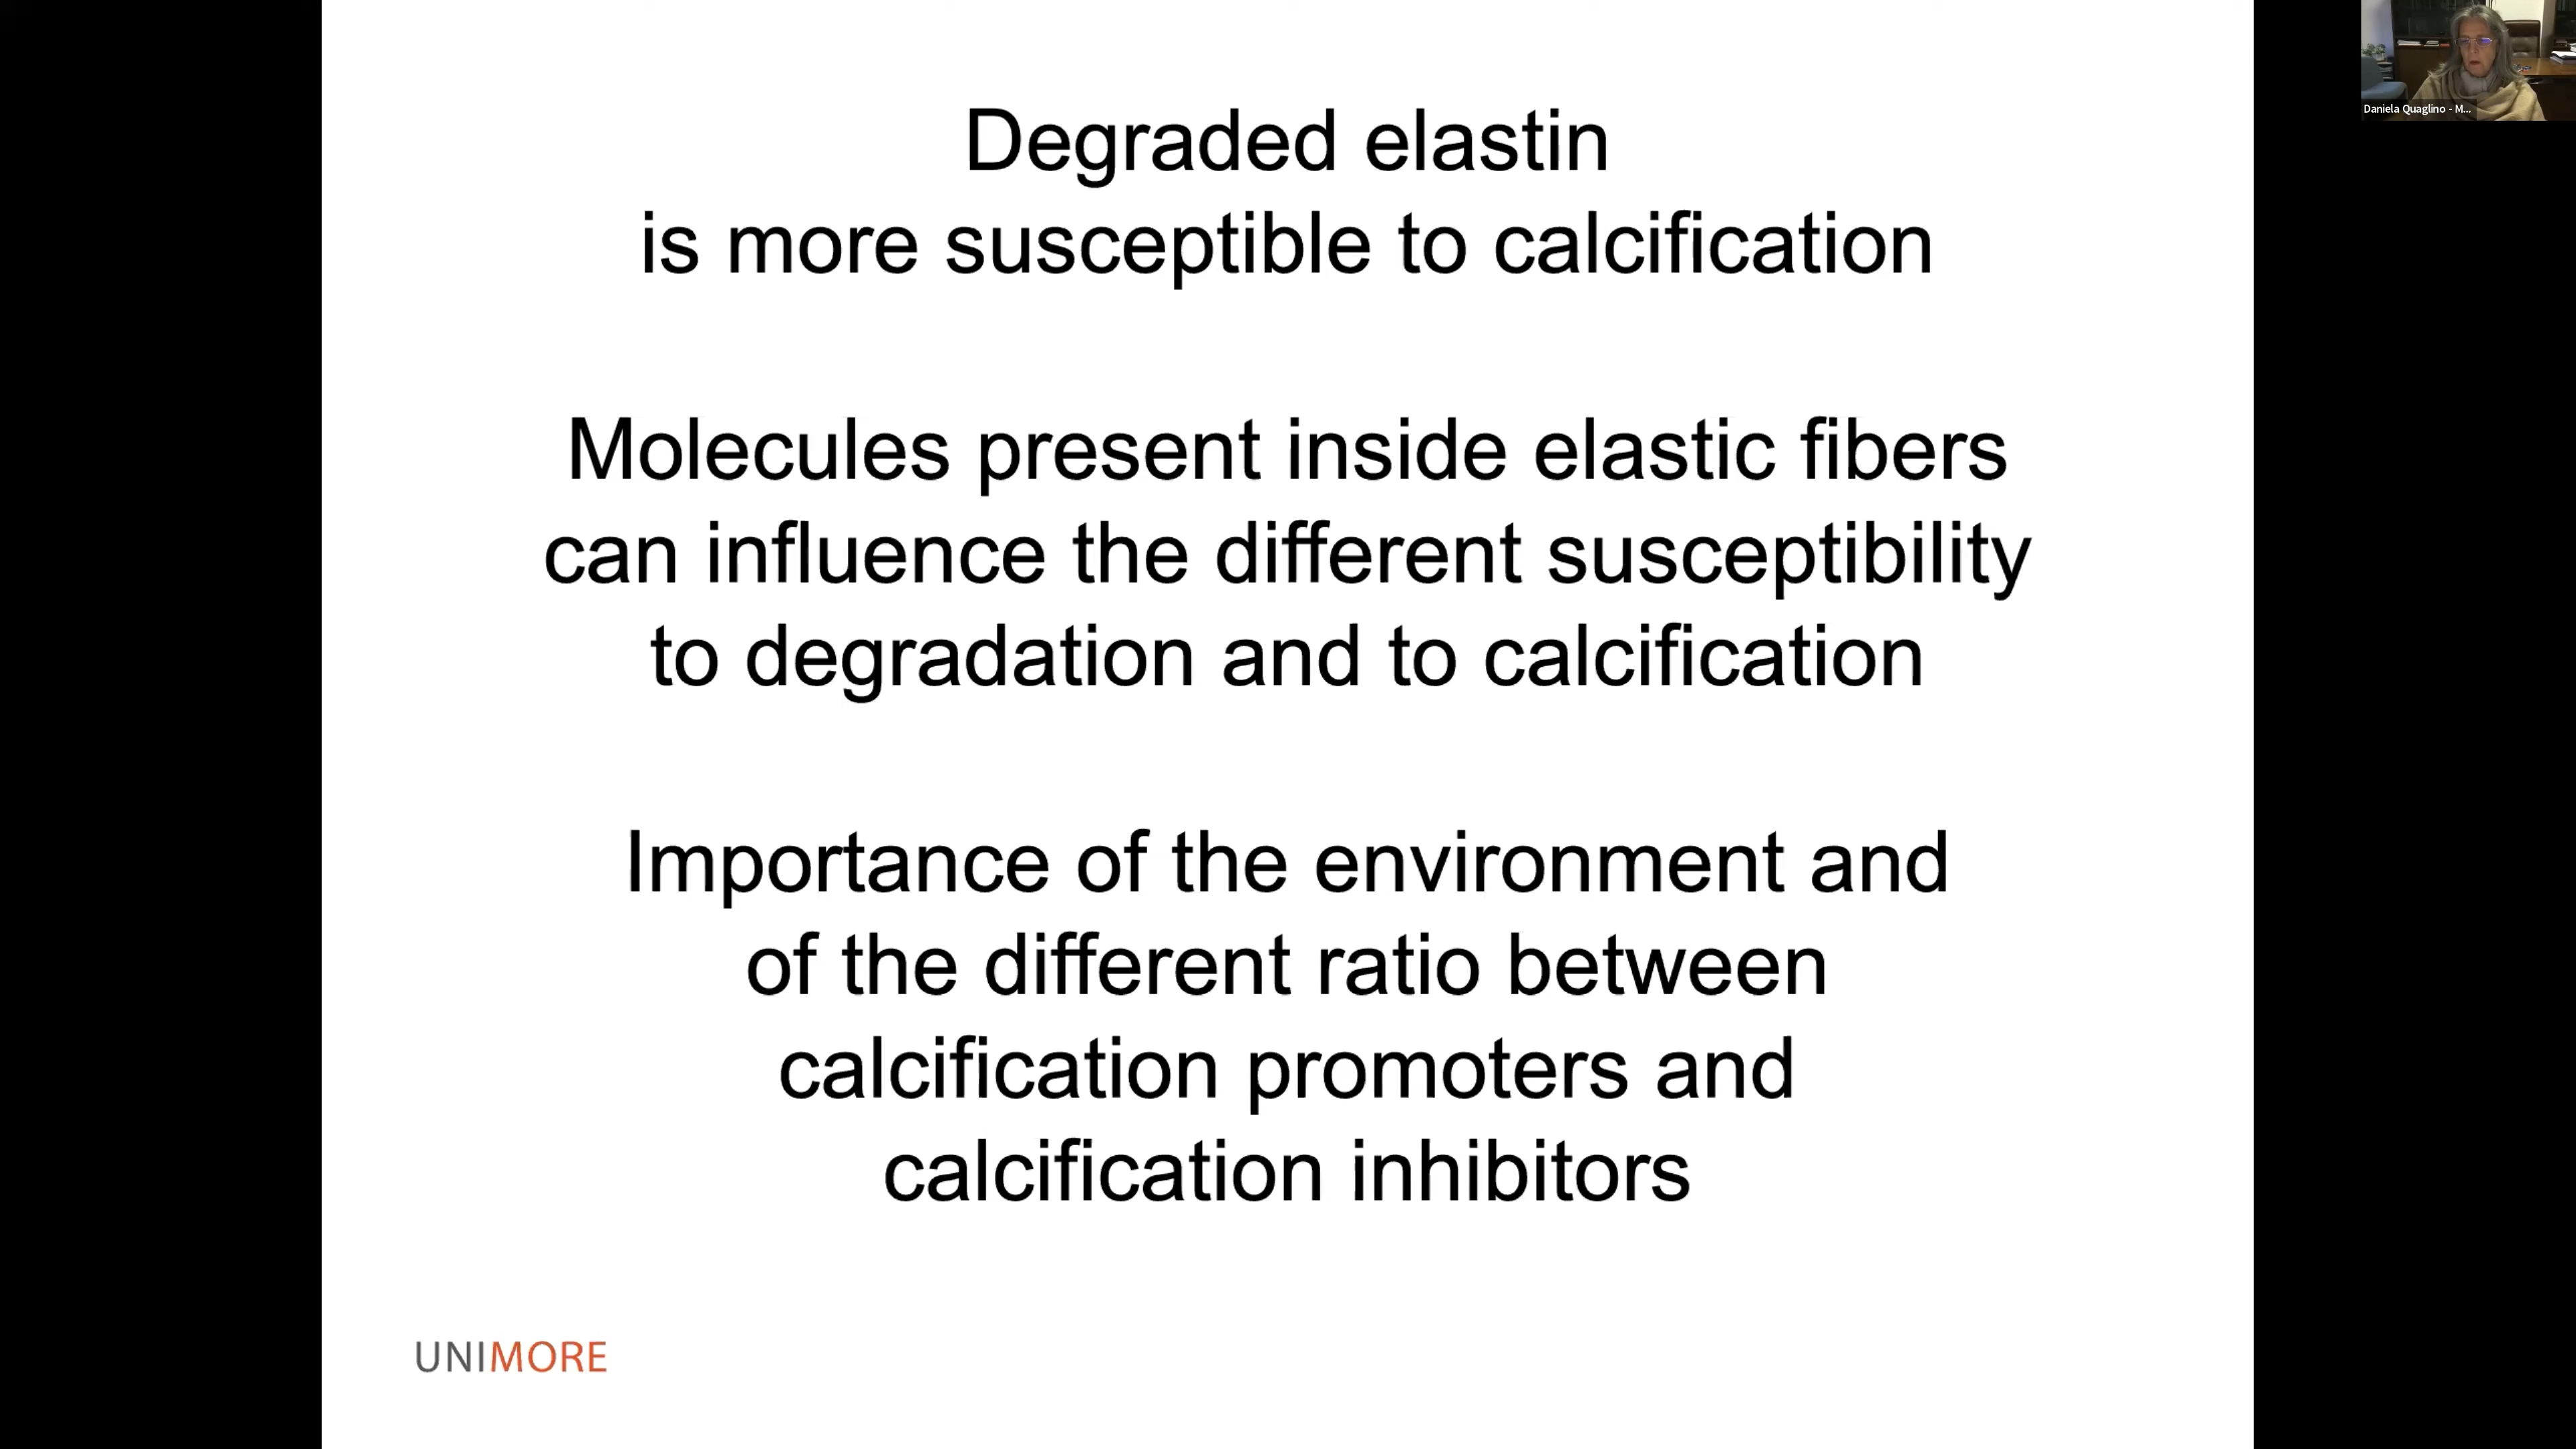 Degraded elastin
is more susceptible to calcification
Molecules present inside elastic fibers
can influence the different susceptibility
to degradation and to calcification
Importance of the environment and
of the different ratio between
calcification promoters and
calcification inhibitors
UNIMORE
Daniela Quaglino - M...